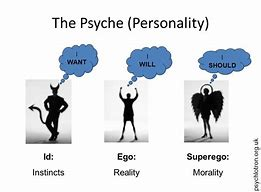 The Psyche (Personality)
I
WANT
I
WILL
I
SHOULD
Id:
Instincts
Ego:
Reality
Superego:
Morality
psychlotron.org.uk